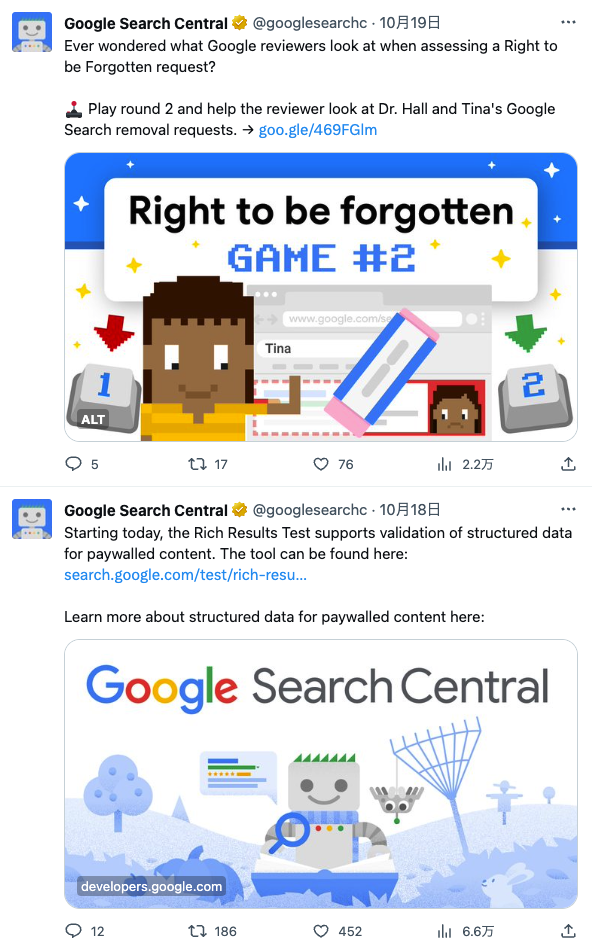 Google Search Central @googlesearchc · 10月19日
Ever wondered what Google reviewers look at when assessing a Right to
be Forgotten request?
🕹️ Play round 2 and help the reviewer look at Dr. Hall and Tina's Google
Search removal requests. → goo.gle/469FGlm
Right to be forgotten
GAME #2
www.google.com/se
Tina
1
2
ALT
5 17 76 2.2万
Google Search Central @googlesearchc · 10月18日
Starting today, the Rich Results Test supports validation of structured data
for paywalled content. The tool can be found here:
search.google.com/test/rich-resu...
Learn more about structured data for paywalled content here:
Google Search Central
developers.google.com
12 186 452 6.6万